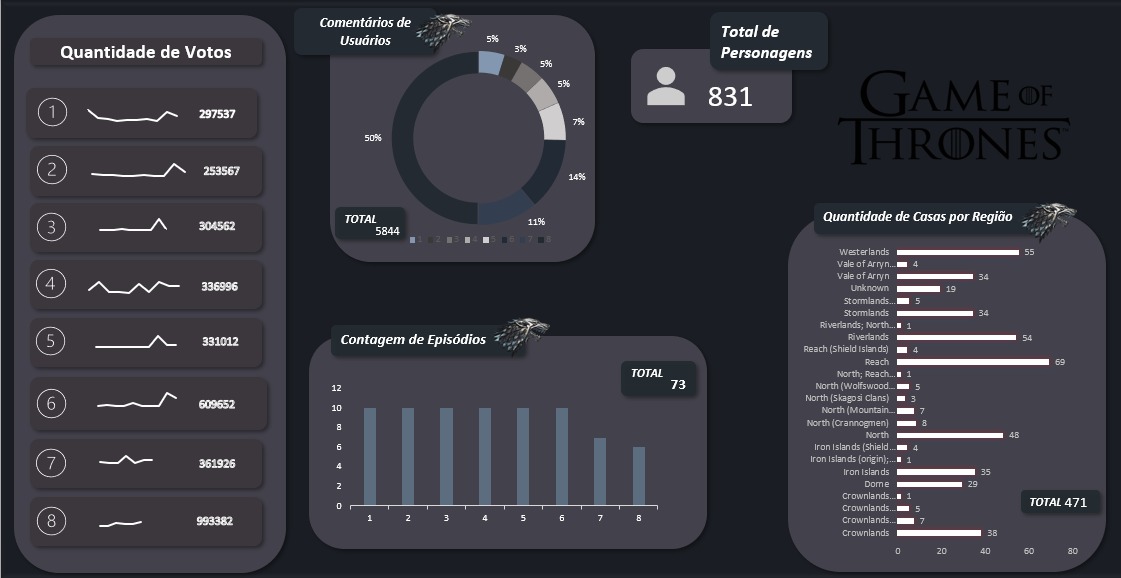 Quantidade de Votos
1
297537
2
253567
3
304562
4
336996
5
331012
6
609652
7
361926
8
993382
Comentários de
Usuários
5%
3%
5%
5%
7%
14%
11%
50%
TOTAL
5844
1 2 3 4 5 6 7 8
Total de
Personagens
831
GAME OF
THRONES
Contagem de Episódios
TOTAL
73
12
10
8
6
4
2
0
1 2 3 4 5 6 7 8
Quantidade de Casas por Região
Westerlands 55
Vale of Arryn... 4
Vale of Arryn 34
Unknown 19
Stormlands... 5
Stormlands 34
Riverlands; North... 1
Riverlands 54
Reach (Shield Islands) 4
Reach 69
North; Reach... 1
North (Wolfswood... 5
North (Skagosi Clans) 3
North (Mountain... 7
North (Crannogmen) 8
North 48
Iron Islands (Shield... 4
Iron Islands (origin);... 1
Iron Islands 35
Dorne 29
Crownlands... 1
Crownlands... 5
Crownlands... 7
Crownlands 38
TOTAL 471
0 20 40 60 80